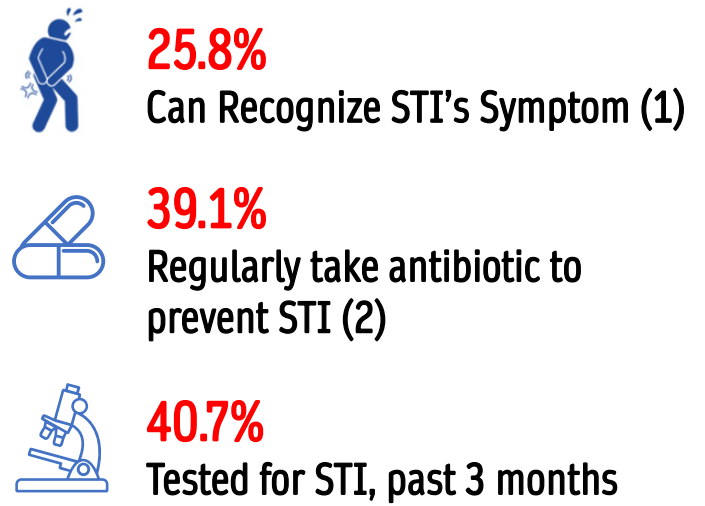 25.8%
Can Recognize STI's Symptom (1)
39.1%
Regularly take antibiotic to
prevent STI (2)
40.7%
Tested for STI, past 3 months